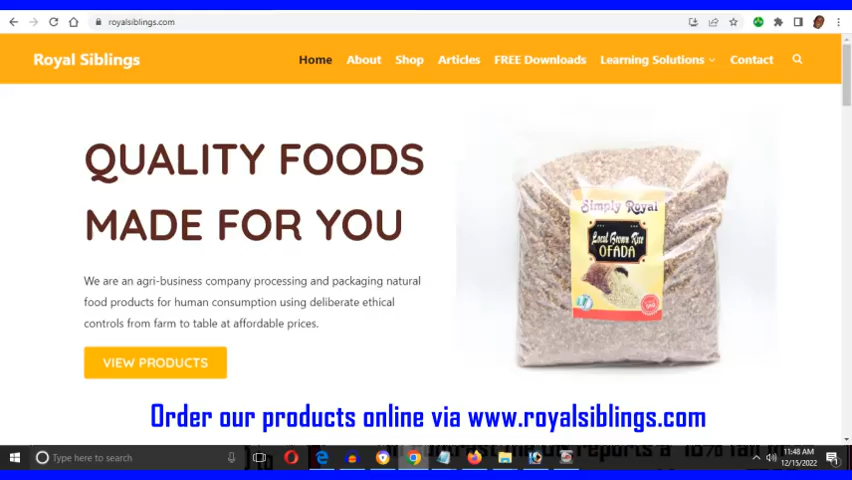 royalsiblings.com
Royal Siblings
Home About Shop Articles FREE Downloads Learning Solutions Contact
QUALITY FOODS
MADE FOR YOU
Simply Royal
Local Brown Rice
OFADA
We are an agri-business company processing and packaging natural
food products for human consumption using deliberate ethical
controls from farm to table at affordable prices.
VIEW PRODUCTS
Order our products online via www.royalsiblings.com
Type here to search
11:48 AM
12/15/2022